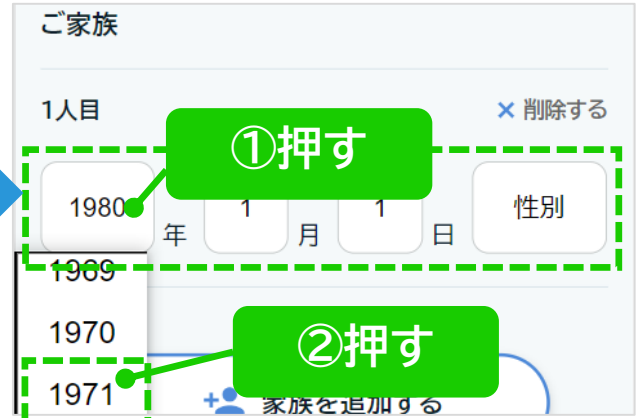 ご家族
1人目
× 削除する
①押す
1980 年 1 月 1 日 性別
1969
1970
②押す
1971
家族を追加する